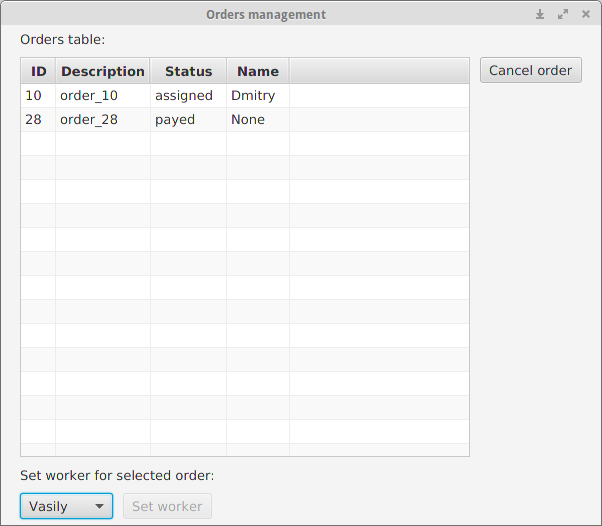 Orders management
Orders table:
ID Description Status Name
10 order_10 assigned Dmitry
28 order_28 payed None
Cancel order
Set worker for selected order:
Vasily Set worker